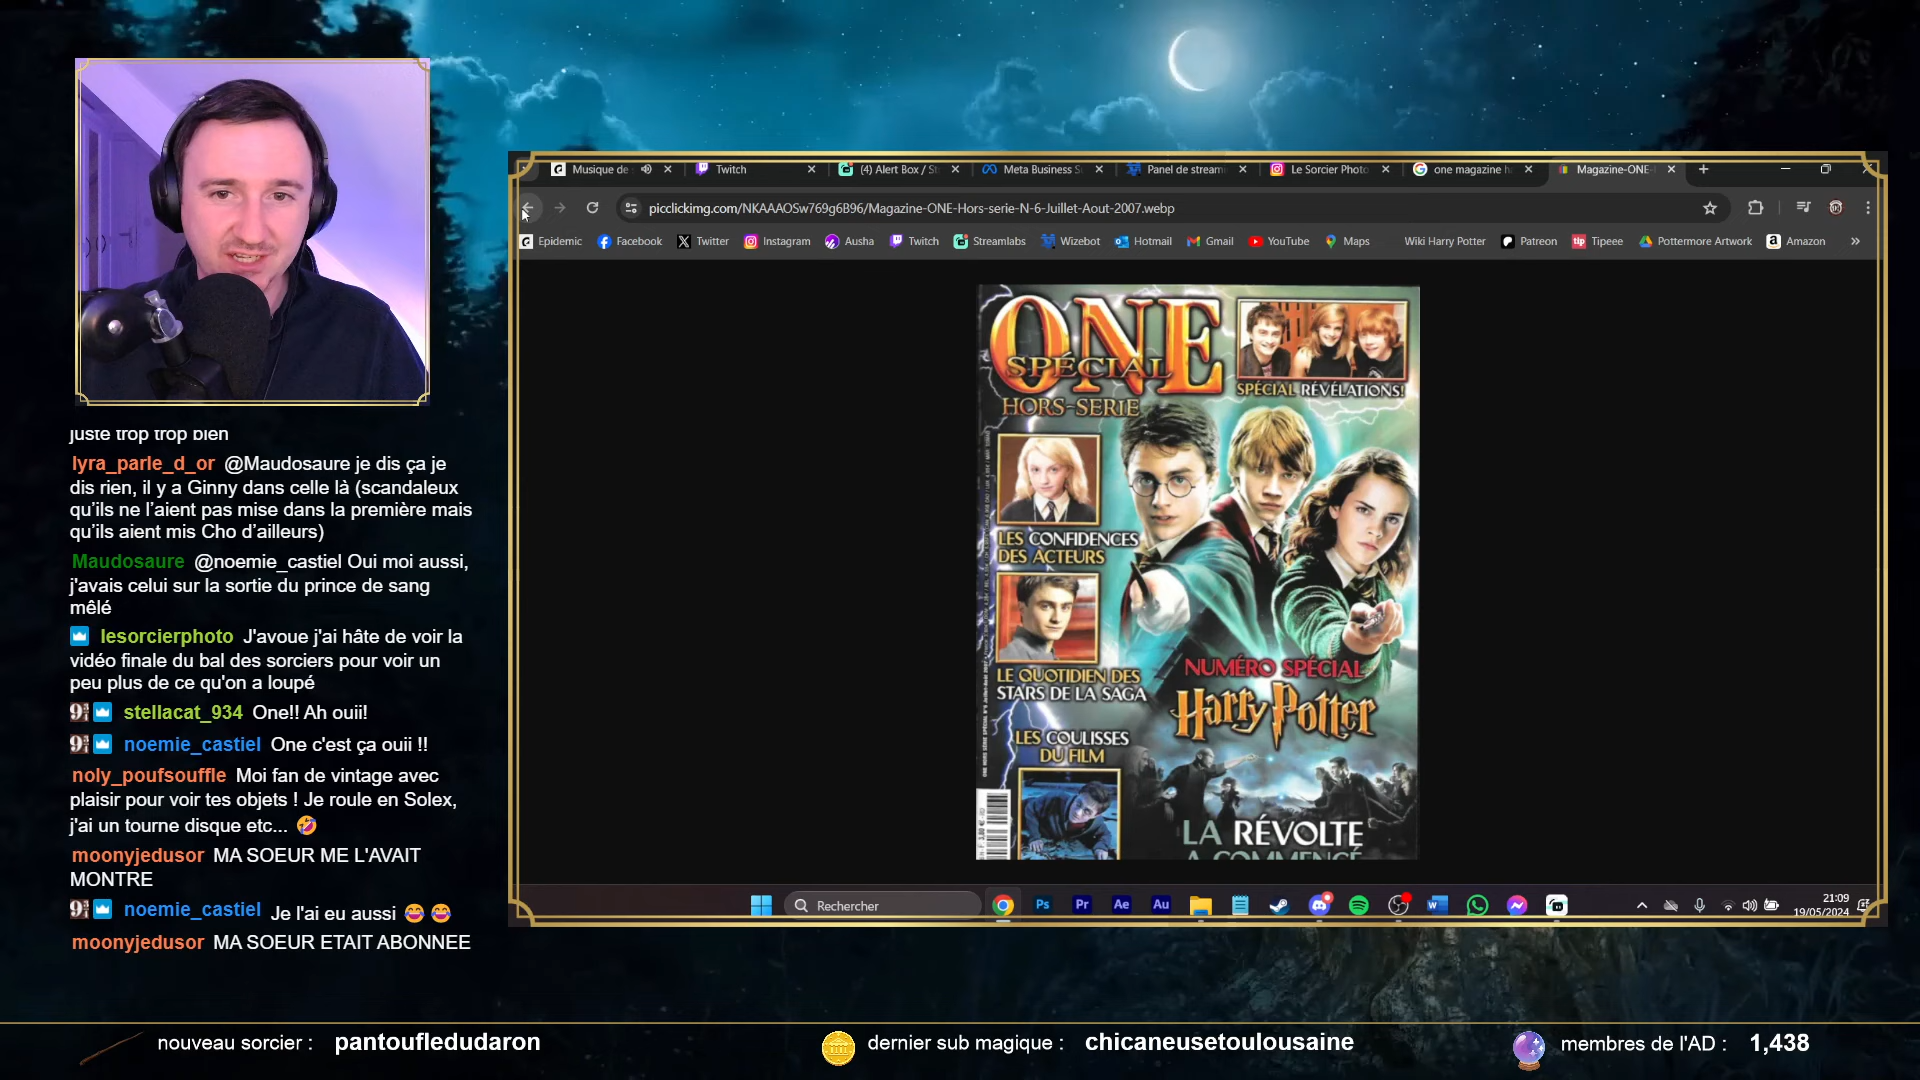 Musique de
Twitch
(4) Alert Box / St
Meta Business S
Panel de stream
Le Sorcier Photo
one magazine h
Magazine-ONE-
picclickimg.com/NKAAAOSw769g6B96/Magazine-ONE-Hors-serie-N-6-Juillet-Aout-2007.webp
Epidemic
Facebook
Twitter
Instagram
Ausha
Twitch
Streamlabs
Wizebot
Hotmail
Gmail
YouTube
Maps
Wiki Harry Potter
Patreon
tip
Tipeee
Pottermore Artwork
Amazon
ONE
SPÉCIAL
HORS-SERIE
SPÉCIAL RÉVÉLATIONS!
LES CONFIDENCES
DES ACTEURS
LE QUOTIDIEN DES
STARS DE LA SAGA
LES COULISSES
DU FILM
NUMÉRO SPÉCIAL
Harry Potter
LA RÉVOLTE
A COMMENCÉ
juste trop trop bien
lyra_parle_d_or @Maudosaure je dis ça je
dis rien, il y a Ginny dans celle là (scandaleux
qu'ils ne l'aient pas mise dans la première mais
qu'ils aient mis Cho d'ailleurs)
Maudosaure @noemie_castiel Oui moi aussi,
j'avais celui sur la sortie du prince de sang
mêlé
lesorcierphoto J'avoue j'ai hâte de voir la
vidéo finale du bal des sorciers pour voir un
peu plus de ce qu'on a loupé
stellacat_934 One!! Ah ouii!
noemie_castiel One c'est ça ouii !!
noly_poufsouffle Moi fan de vintage avec
plaisir pour voir tes objets ! Je roule en Solex,
j'ai un tourne disque etc... 🤣
moonyjedusor MA SOEUR ME L'AVAIT
MONTRE
noemie_castiel Je l'ai eu aussi 😂 😂
moonyjedusor MA SOEUR ETAIT ABONNEE
Rechercher
Ps
Pr
Ae
Au
21:09
19/05/2024
nouveau sorcier : pantoufledudaron
dernier sub magique : chicaneusetoulousaine
membres de l'AD : 1,438